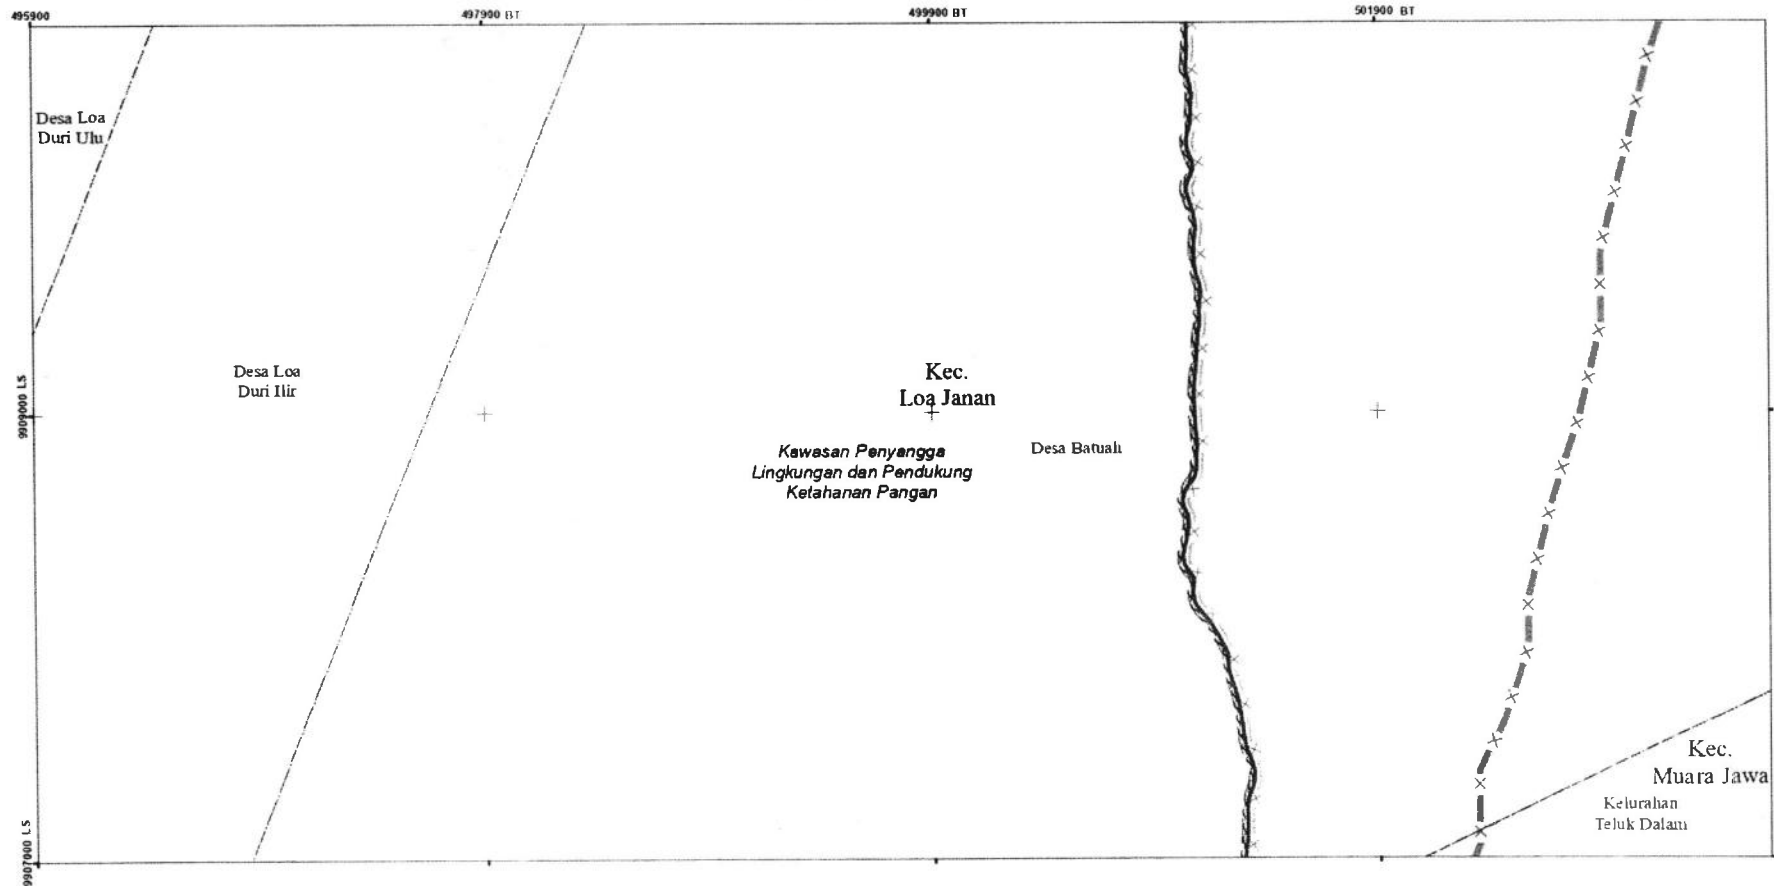 495900
497900 BT
499900 BT
501900 BT
Desa Loa
Duri Ulu
Desa Loa
Duri Ilir
Kec.
Loa Janan
Desa Batuah
Kawasan Penyangga
Lingkungan dan Pendukung
Ketahanan Pangan
9909000 LS
Kec.
Muara Jawa
Kelurahan
Teluk Dalam
9907000 LS